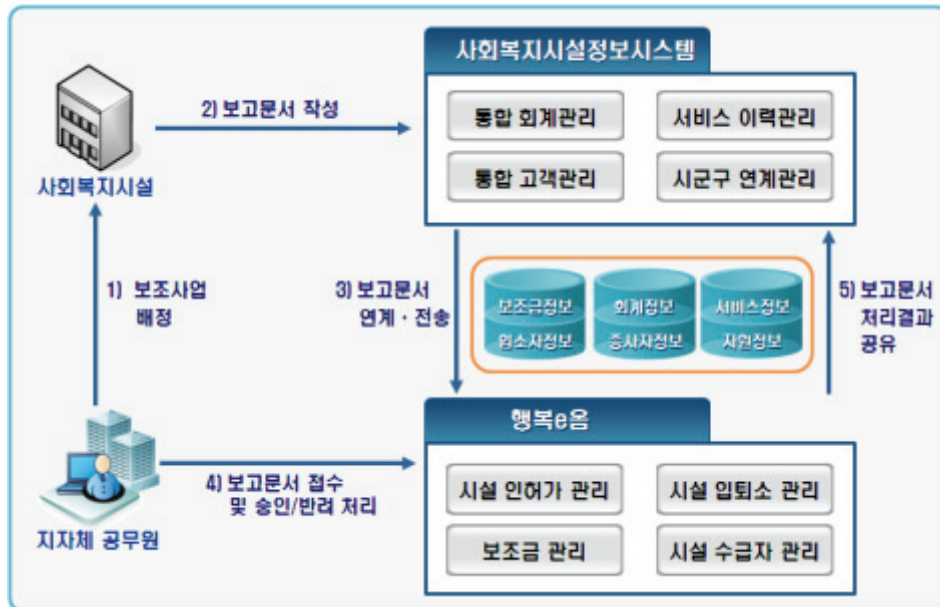 사회복지시설정보시스템
통합 회계관리
서비스 이력관리
통합 고객관리
시군구 연계관리
2) 보고문서 작성
사회복지시설
1) 보조사업
배정
3) 보고문서
연계·전송
보조금정보
회계정보
서비스정보
입소자정보
종사자정보
자원정보
5) 보고문서
처리결과
공유
행복e음
시설 인허가 관리
시설 입퇴소 관리
보조금 관리
시설 수급자 관리
4) 보고문서 접수
및 승인/반려 처리
지자체 공무원